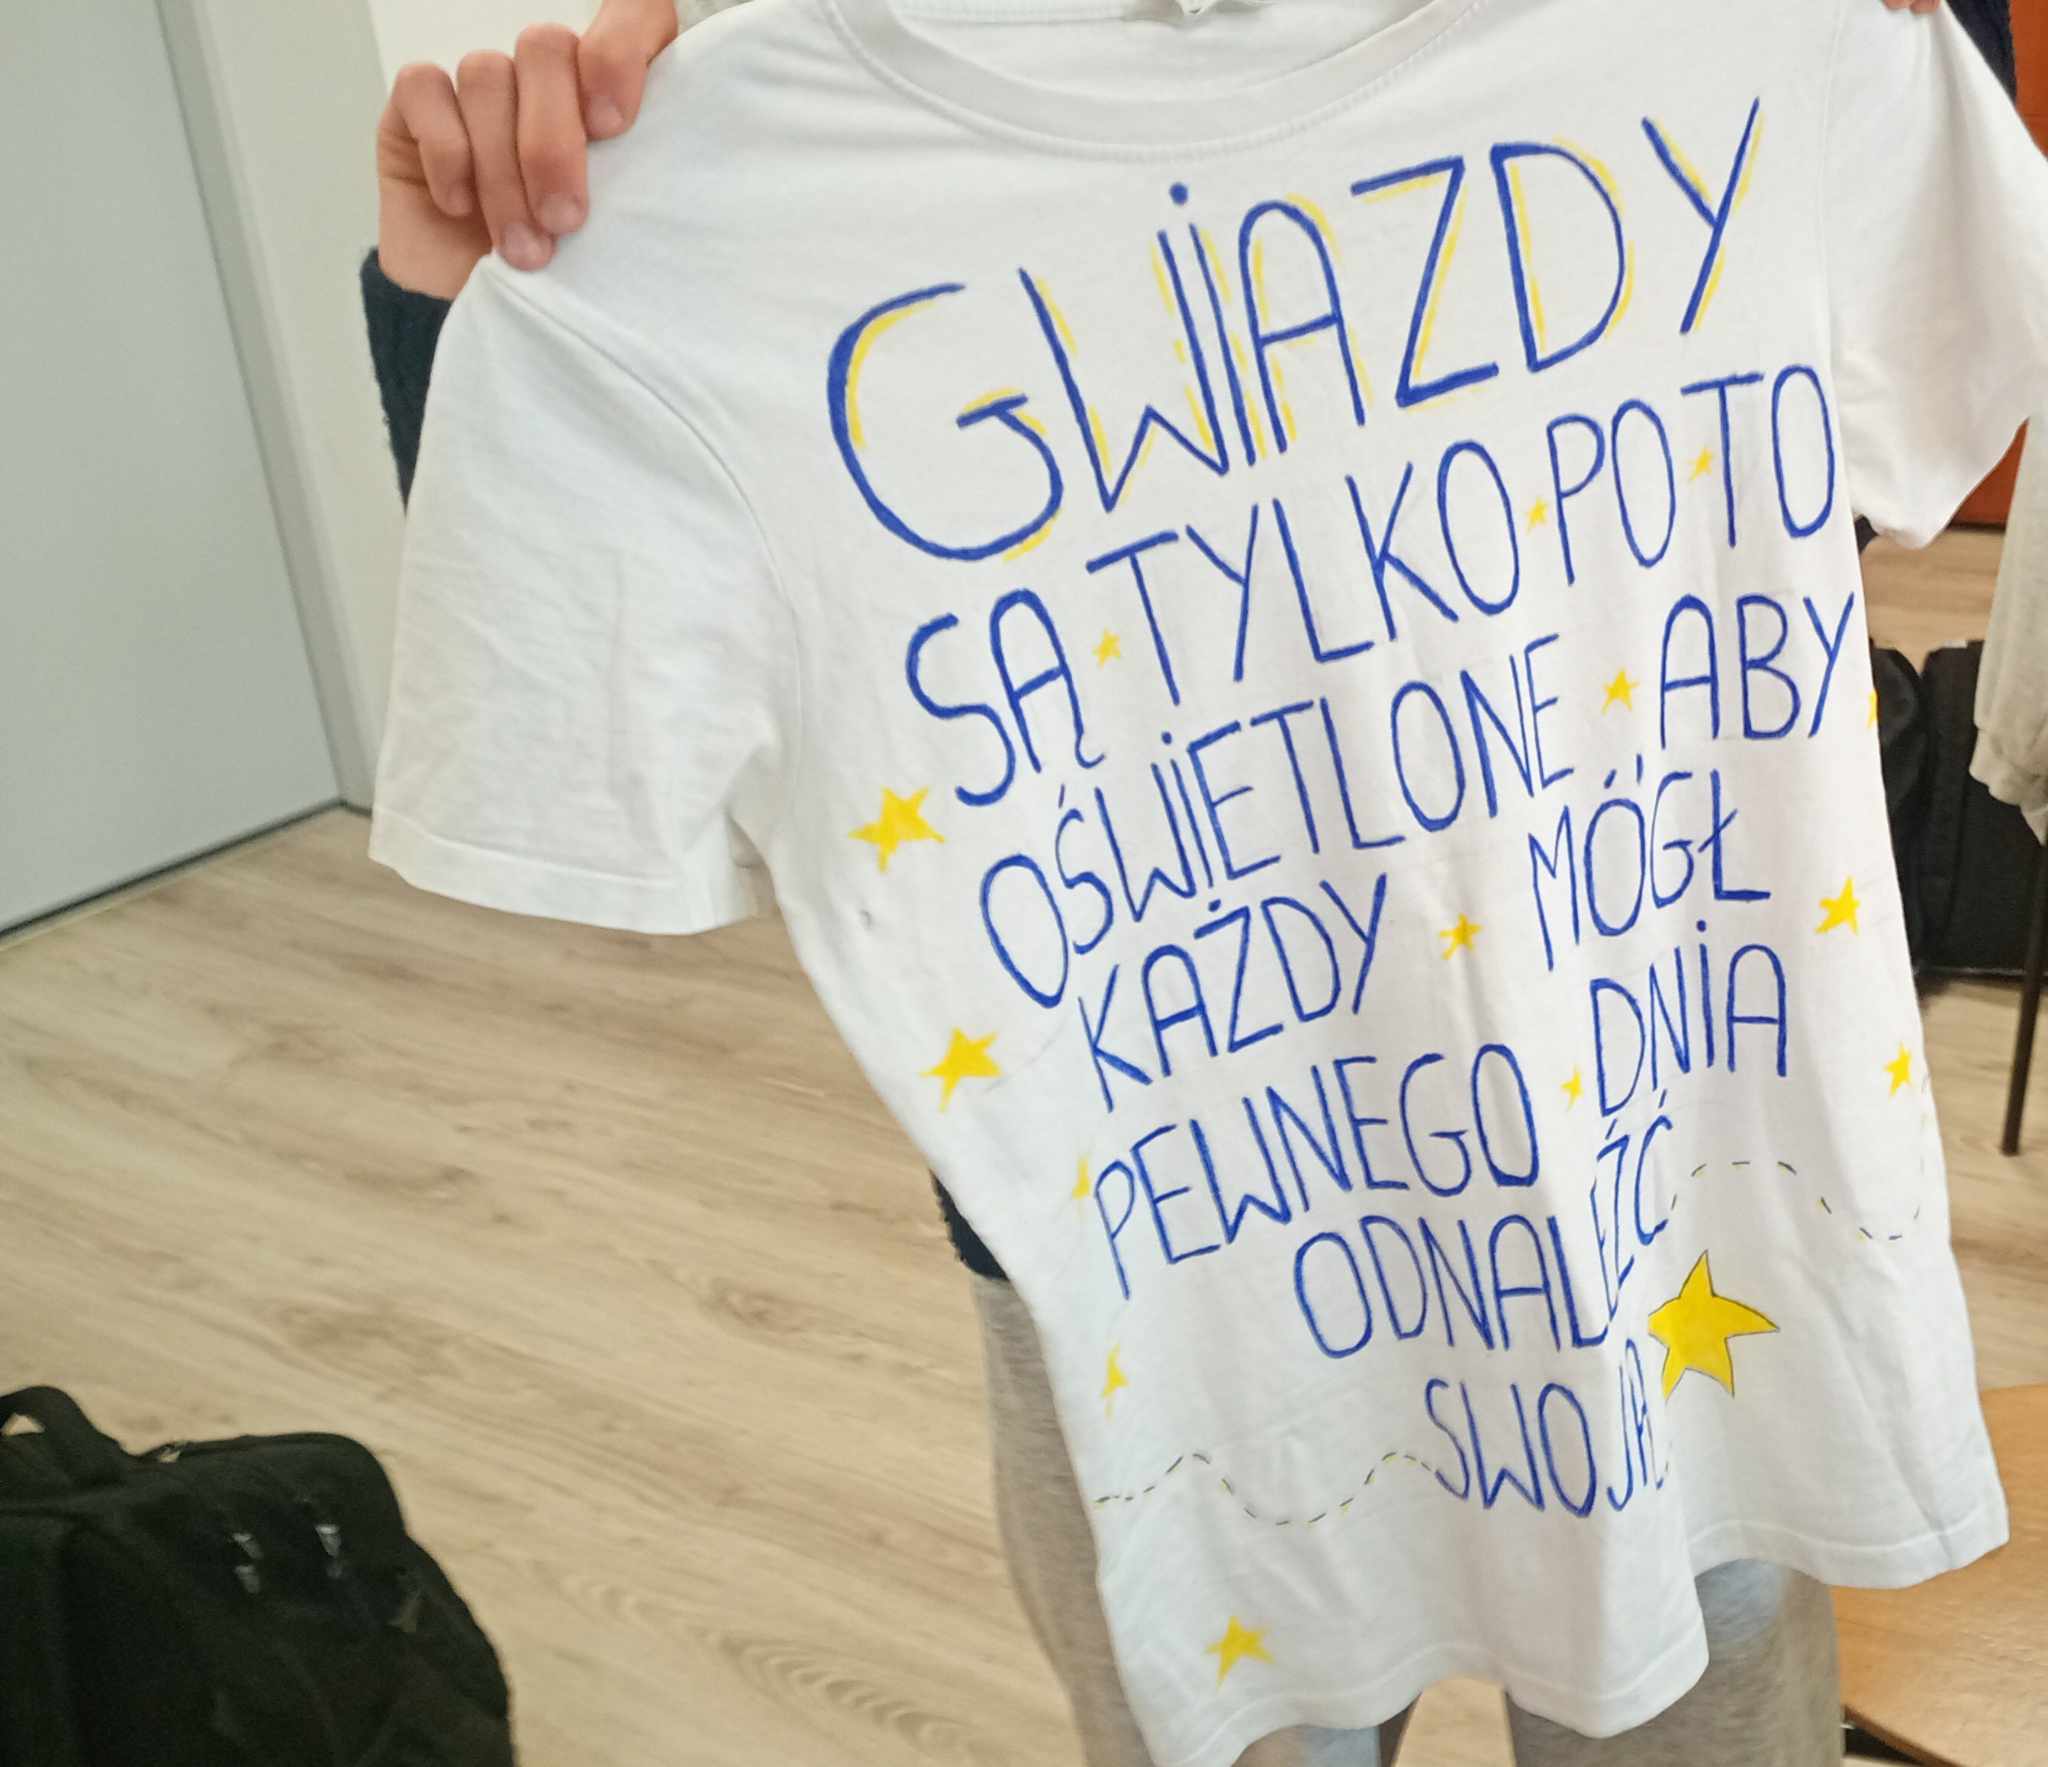 GWIAZDY
SĄ TYLKO PO TO
OŚWIETLONE, ABY
KAŻDY MÓGŁ
PEWNEGO DNIA
ODNALEŹĆ
SWOJĄ